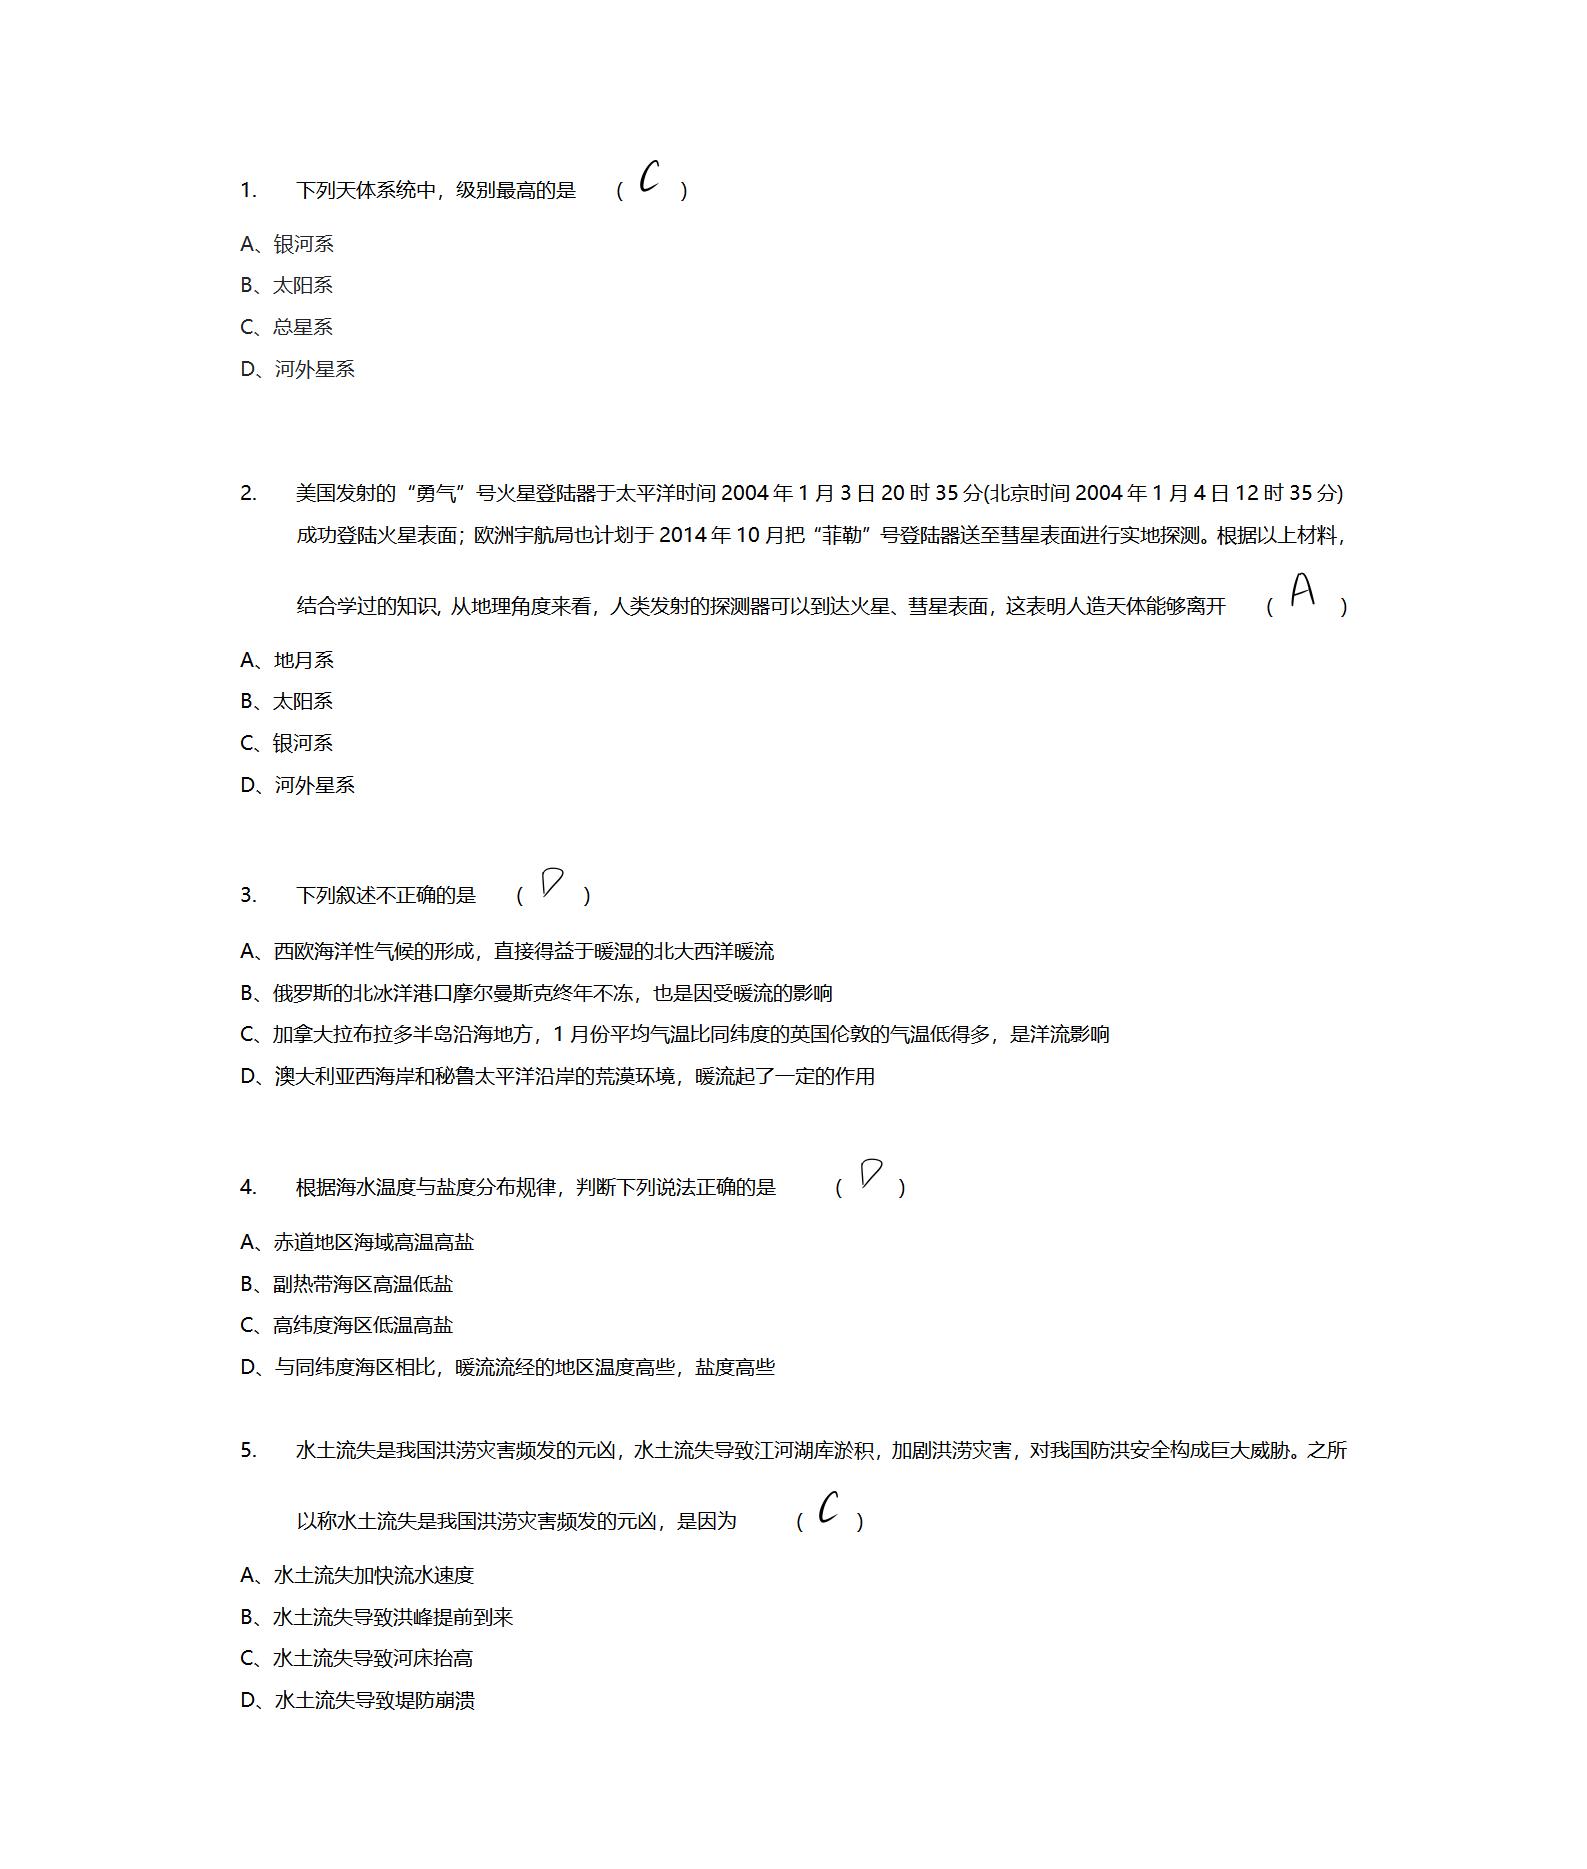 1. 下列天体系统中，级别最高的是 ( C )
A、银河系
B、太阳系
C、总星系
D、河外星系
2. 美国发射的“勇气”号火星登陆器于太平洋时间 2004 年 1 月 3 日 20 时 35 分(北京时间 2004 年 1 月 4 日 12 时 35 分)
成功登陆火星表面；欧洲宇航局也计划于 2014 年 10 月把“菲勒”号登陆器送至彗星表面进行实地探测。根据以上材料，
结合学过的知识，从地理角度来看，人类发射的探测器可以到达火星、彗星表面，这表明人造天体能够离开 ( A )
A、地月系
B、太阳系
C、银河系
D、河外星系
3. 下列叙述不正确的是 ( D )
A、西欧海洋性气候的形成，直接得益于暖湿的北大西洋暖流
B、俄罗斯的北冰洋港口摩尔曼斯克终年不冻，也是因受暖流的影响
C、加拿大拉布拉多半岛沿海地方，1 月份平均气温比同纬度的英国伦敦的气温低得多，是洋流影响
D、澳大利亚西海岸和秘鲁太平洋沿岸的荒漠环境，暖流起了一定的作用
4. 根据海水温度与盐度分布规律，判断下列说法正确的是 ( D )
A、赤道地区海域高温高盐
B、副热带海区高温低盐
C、高纬度海区低温高盐
D、与同纬度海区相比，暖流流经的地区温度高些，盐度高些
5. 水土流失是我国洪涝灾害频发的元凶，水土流失导致江河湖库淤积，加剧洪涝灾害，对我国防洪安全构成巨大威胁。之所
以称水土流失是我国洪涝灾害频发的元凶，是因为 ( C )
A、水土流失加快流水速度
B、水土流失导致洪峰提前到来
C、水土流失导致河床抬高
D、水土流失导致堤防崩溃